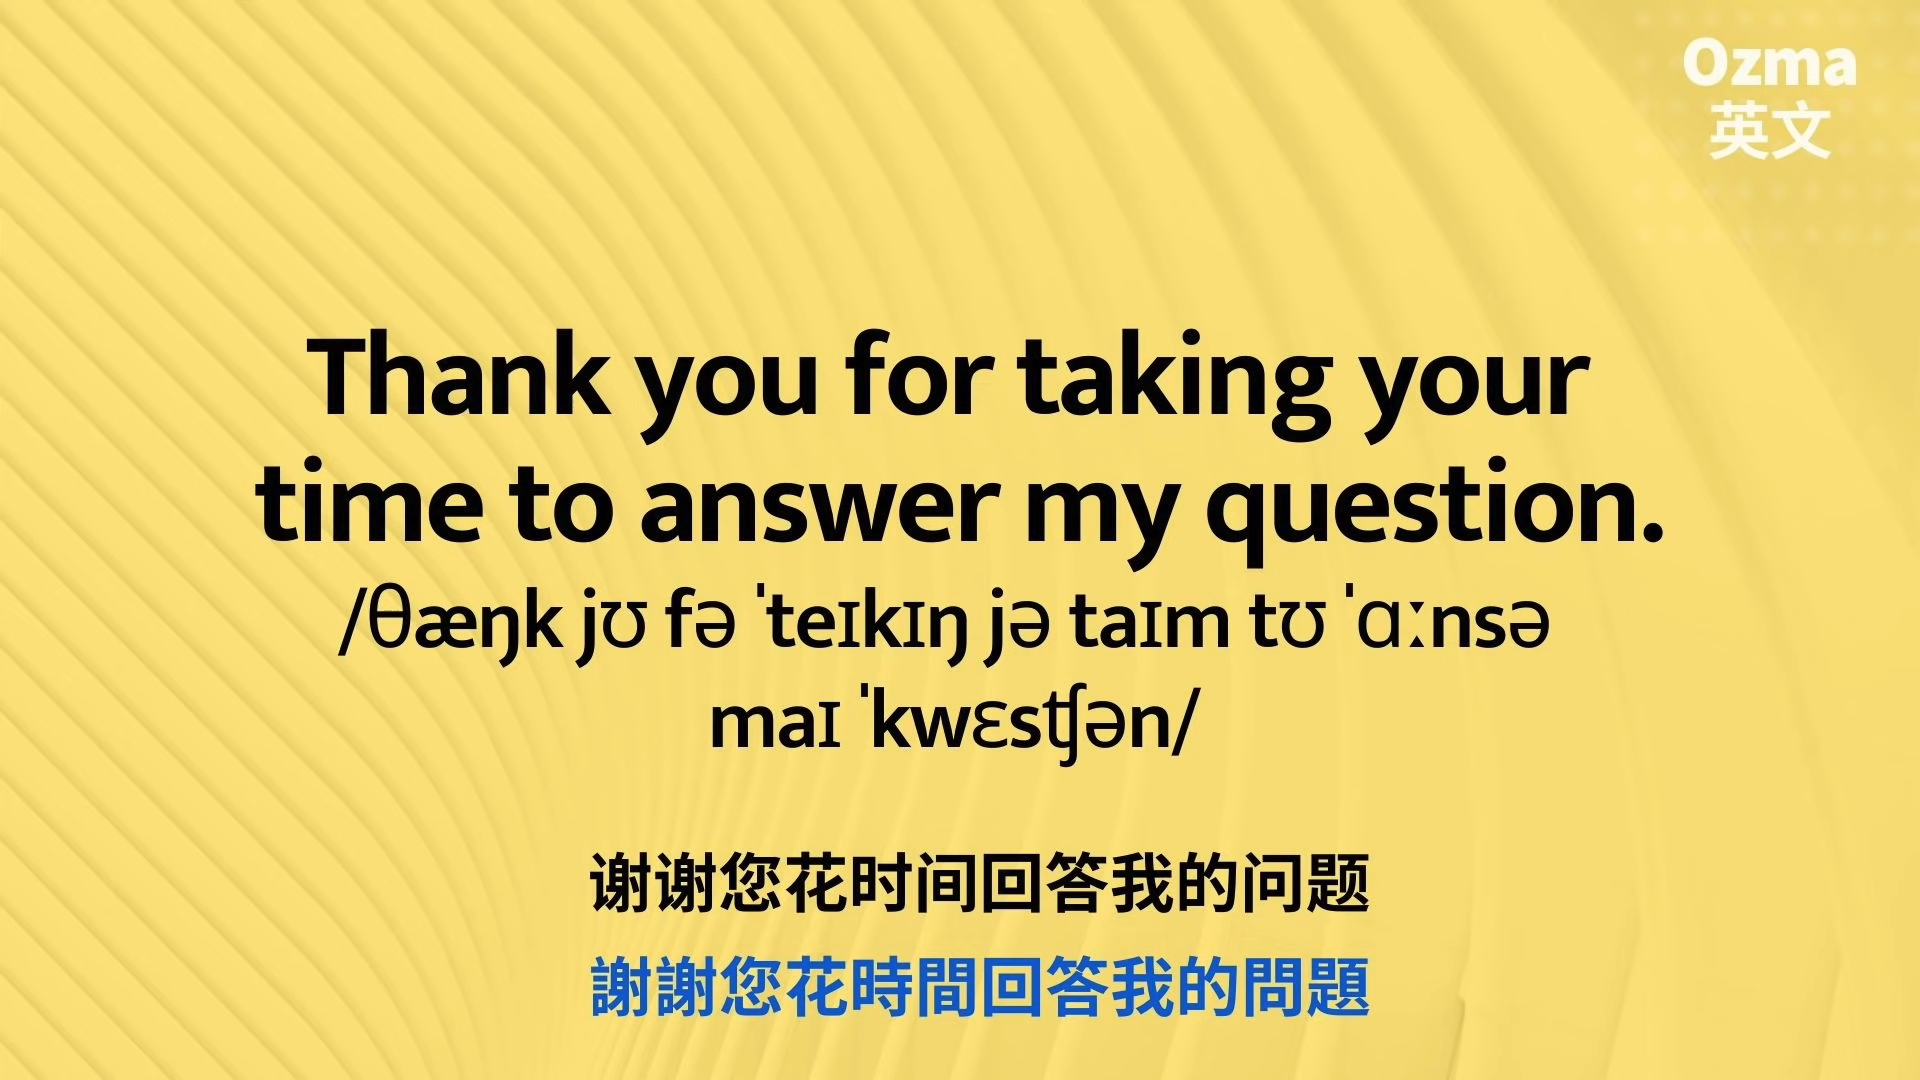 Ozma
英文
Thank you for taking your
time to answer my question.
/θæŋk jʊ fə ˈteɪkɪŋ jə taɪm tʊ ˈɑːnsə
maɪ ˈkwɛsʧən/
谢谢您花时间回答我的问题
謝謝您花時間回答我的問題